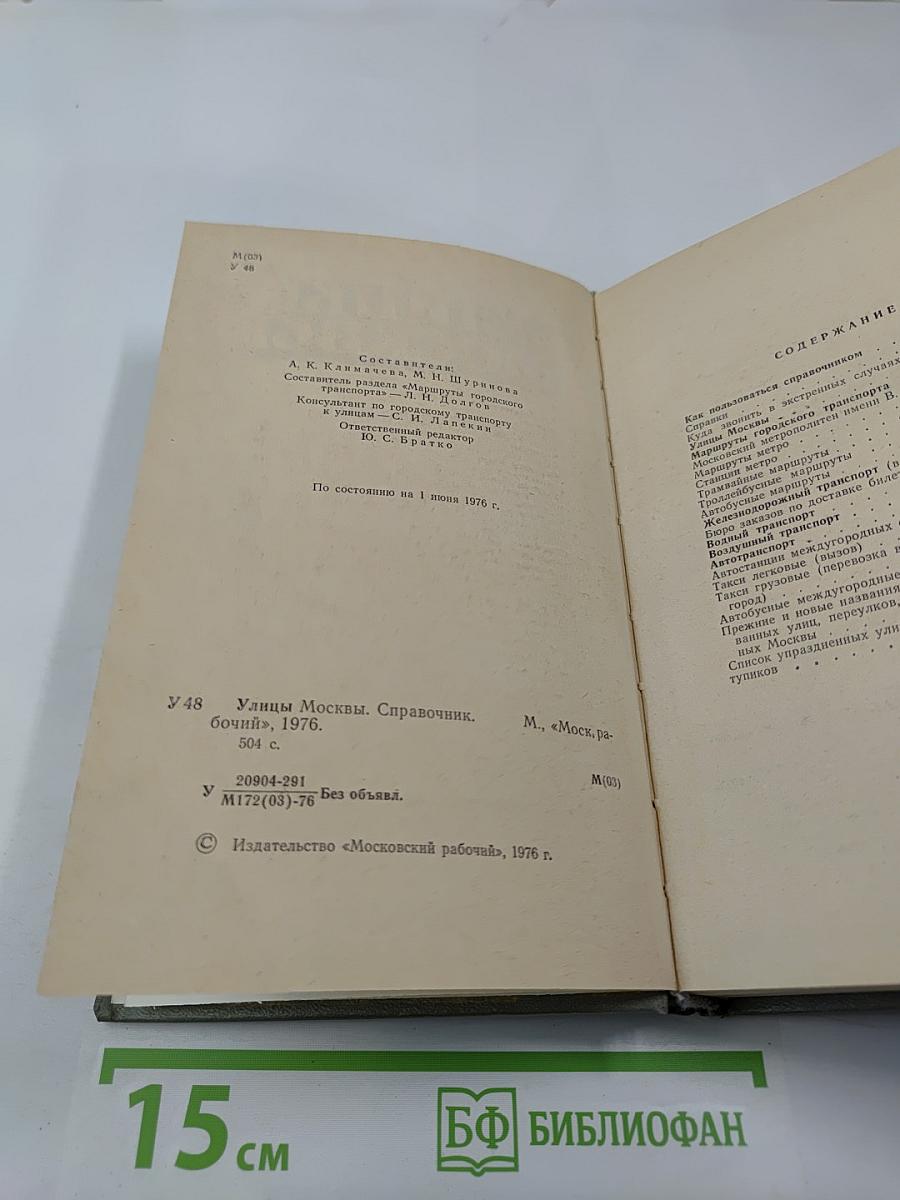 М(03)
У 48
Составители:
А. К. Климачева, М. Н. Шуринова
Составитель раздела «Маршруты городского
транспорта» — Л. Н. Долгов
Консультант по городскому транспорту
к улицам — С. И. Лапекин
Ответственный редактор
Ю. С. Братко
По состоянию на 1 июня 1976 г.
У 48 Улицы Москвы. Справочник. М., «Моск. ра-
бочий», 1976.
504 с.
У 20904-291 Без объявл. М(03)
М172(03)-76
© Издательство «Московский рабочий», 1976 г.
СОДЕРЖАНИЕ
Как пользоваться справочником . .
Справки . . . . .
Куда звонить в экстренных случаях
Улицы Москвы . . . .
Маршруты городского транспорта
Московский метрополитен имени В.
Маршруты метро . . . .
Станции метро . . . .
Трамвайные маршруты . . .
Троллейбусные маршруты . .
Автобусные маршруты . . .
Железнодорожный транспорт (в
Бюро заказов по доставке биле
Водный транспорт . . .
Воздушный транспорт . .
Автотранспорт . . . .
Автостанции междугородных
Такси легковые (вызов) . .
Такси грузовые (перевозка в
город) . . . . .
Автобусные междугородные
Прежние и новые названия
ванных улиц, переулков,
ных Москвы . . . .
Список упраздненных ули
тупиков . . . . .
15 см
БФ БИБЛИОФАН